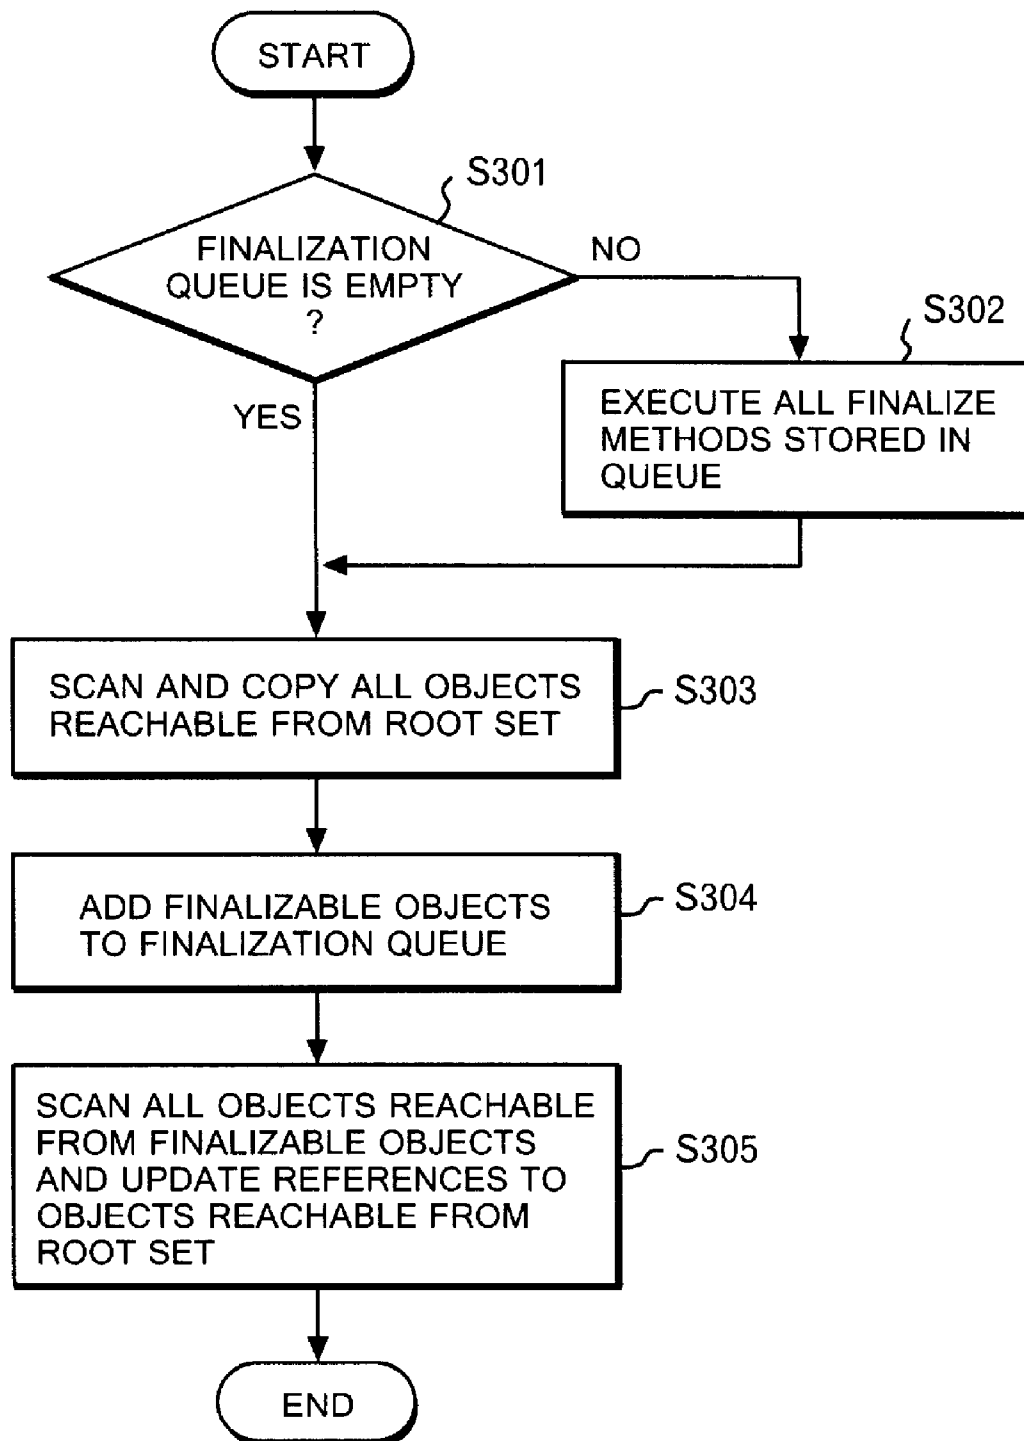 START
S301
FINALIZATION
QUEUE IS EMPTY
?
NO
YES
S302
EXECUTE ALL FINALIZE
METHODS STORED IN
QUEUE
SCAN AND COPY ALL OBJECTS
REACHABLE FROM ROOT SET
S303
ADD FINALIZABLE OBJECTS
TO FINALIZATION QUEUE
S304
SCAN ALL OBJECTS REACHABLE
FROM FINALIZABLE OBJECTS
AND UPDATE REFERENCES TO
OBJECTS REACHABLE FROM
ROOT SET
S305
END